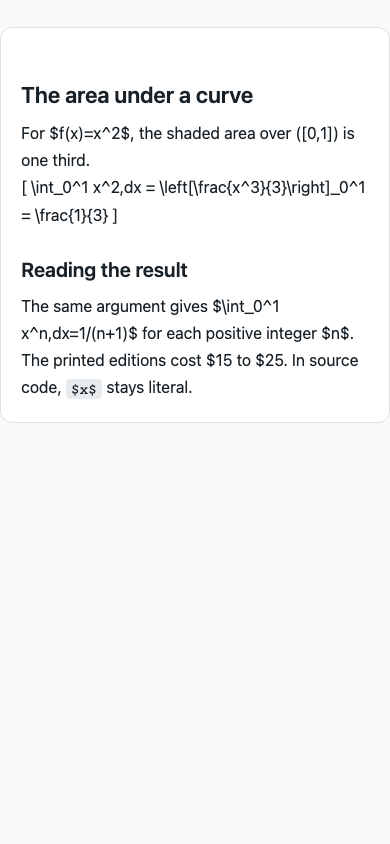 The area under a curve
For $f(x)=x^2$, the shaded area over ([0,1]) is
one third.
[ \int_0^1 x^2,dx = \left[\frac{x^3}{3}\right]_0^1
= \frac{1}{3} ]
Reading the result
The same argument gives $\int_0^1
x^n,dx=1/(n+1)$ for each positive integer $n$.
The printed editions cost $15 to $25. In source
code, $x$ stays literal.